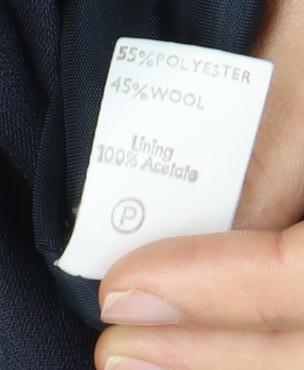 55%POLYESTER
45%WOOL
Lining
100% Acetate
P